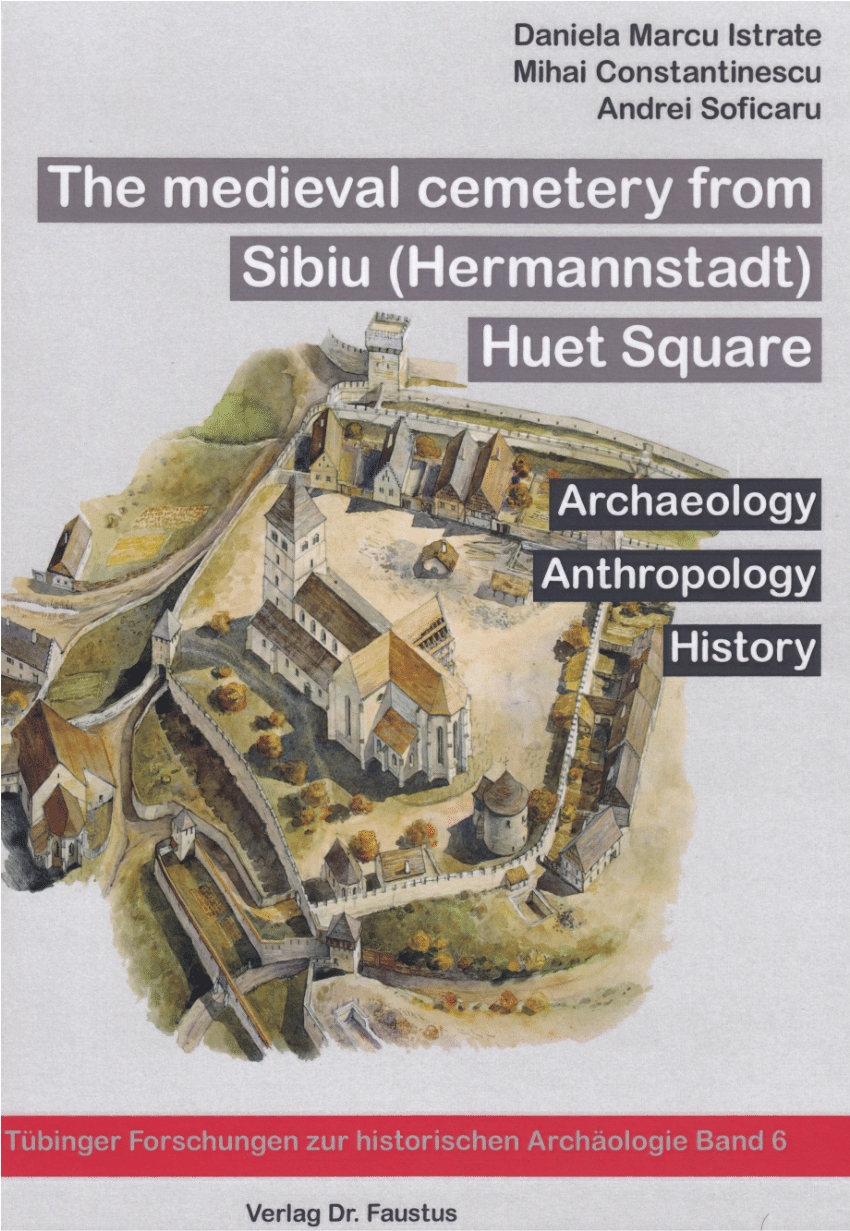 Daniela Marcu Istrate
Mihai Constantinescu
Andrei Soficaru
The medieval cemetery from
Sibiu (Hermannstadt)
Huet Square
Archaeology
Anthropology
History
Tübinger Forschungen zur historischen Archäologie Band 6
Verlag Dr. Faustus